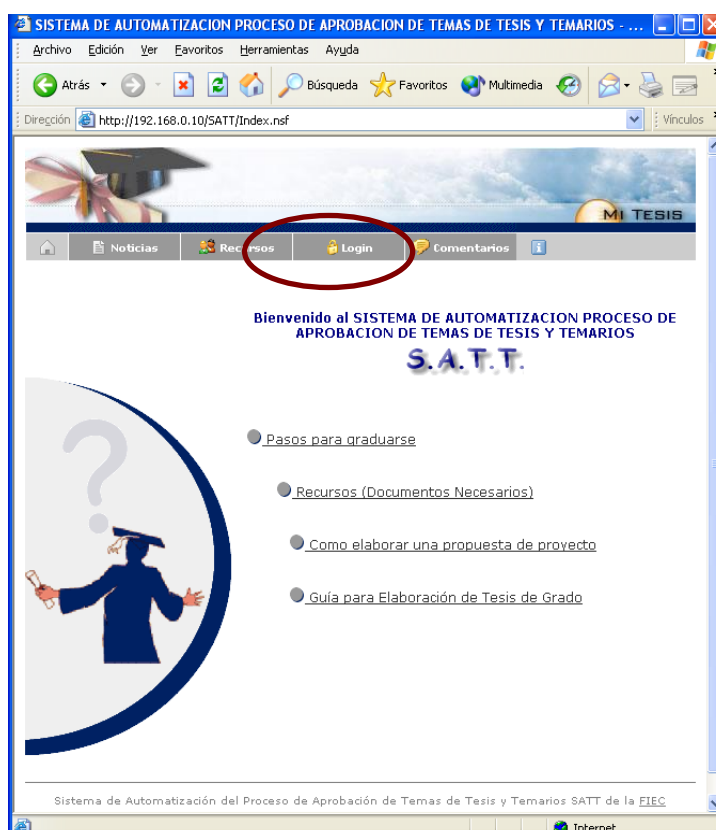 SISTEMA DE AUTOMATIZACION PROCESO DE APROBACION DE TEMAS DE TESIS Y TEMARIOS - ...
Archivo Edición Ver Favoritos Herramientas Ayuda
Atrás Búsqueda Favoritos Multimedia
Dirección http://192.168.0.10/SATT/Index.nsf Vínculos
MI TESIS
Noticias Recursos Login Comentarios
Bienvenido al SISTEMA DE AUTOMATIZACION PROCESO DE
APROBACION DE TEMAS DE TESIS Y TEMARIOS
S.A.T.T.
Pasos para graduarse
Recursos (Documentos Necesarios)
Como elaborar una propuesta de proyecto
Guía para Elaboración de Tesis de Grado
Sistema de Automatización del Proceso de Aprobación de Temas de Tesis y Temarios SATT de la FIEC
Internet